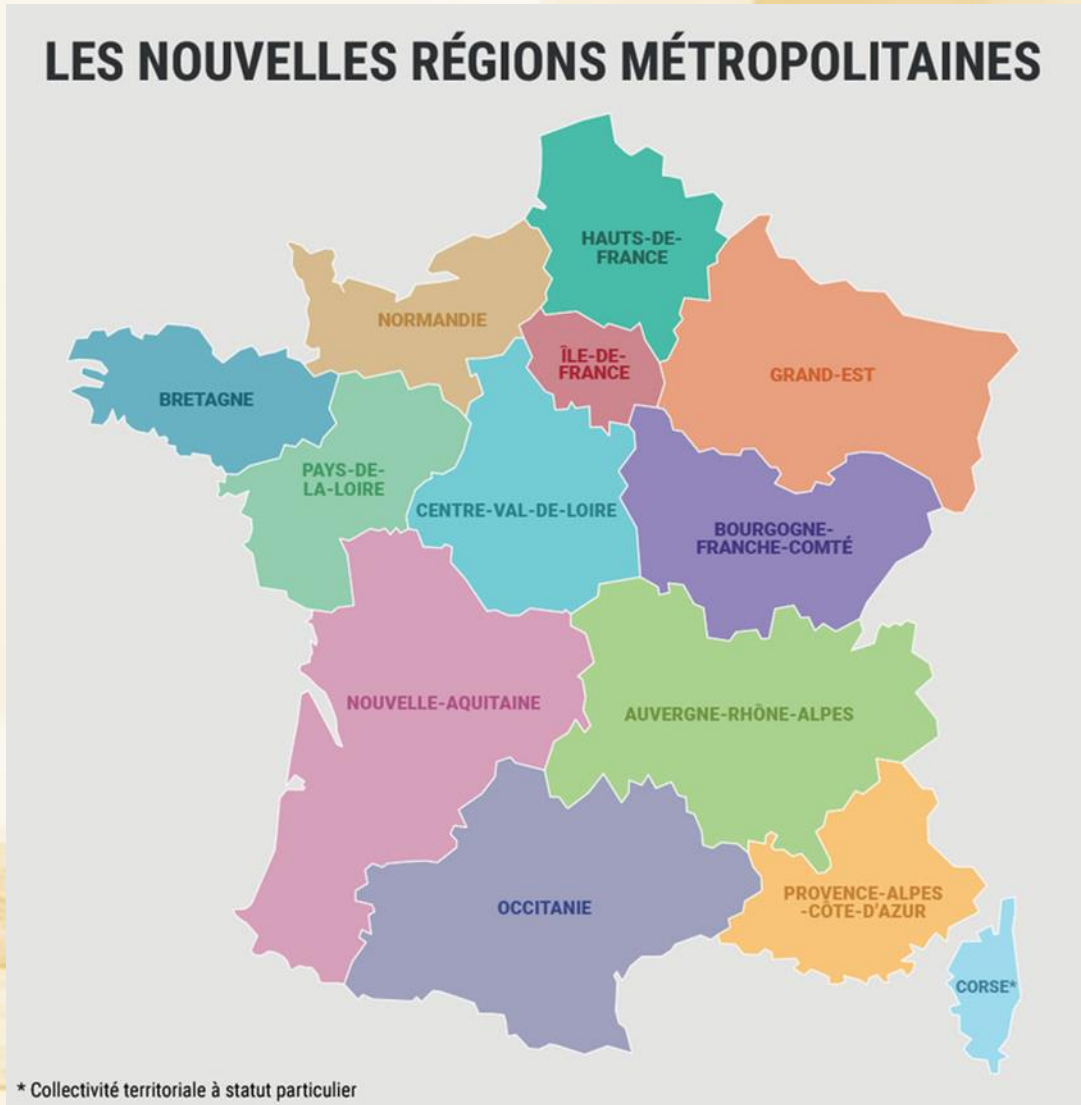 LES NOUVELLES RÉGIONS MÉTROPOLITAINES
HAUTS-DE-
FRANCE
NORMANDIE
ÎLE-DE-
FRANCE
GRAND-EST
BRETAGNE
PAYS-DE-
LA-LOIRE
CENTRE-VAL-DE-LOIRE
BOURGOGNE-
FRANCHE-COMTÉ
NOUVELLE-AQUITAINE
AUVERGNE-RHÔNE-ALPES
OCCITANIE
PROVENCE-ALPES
-CÔTE-D'AZUR
CORSE*
* Collectivité territoriale à statut particulier